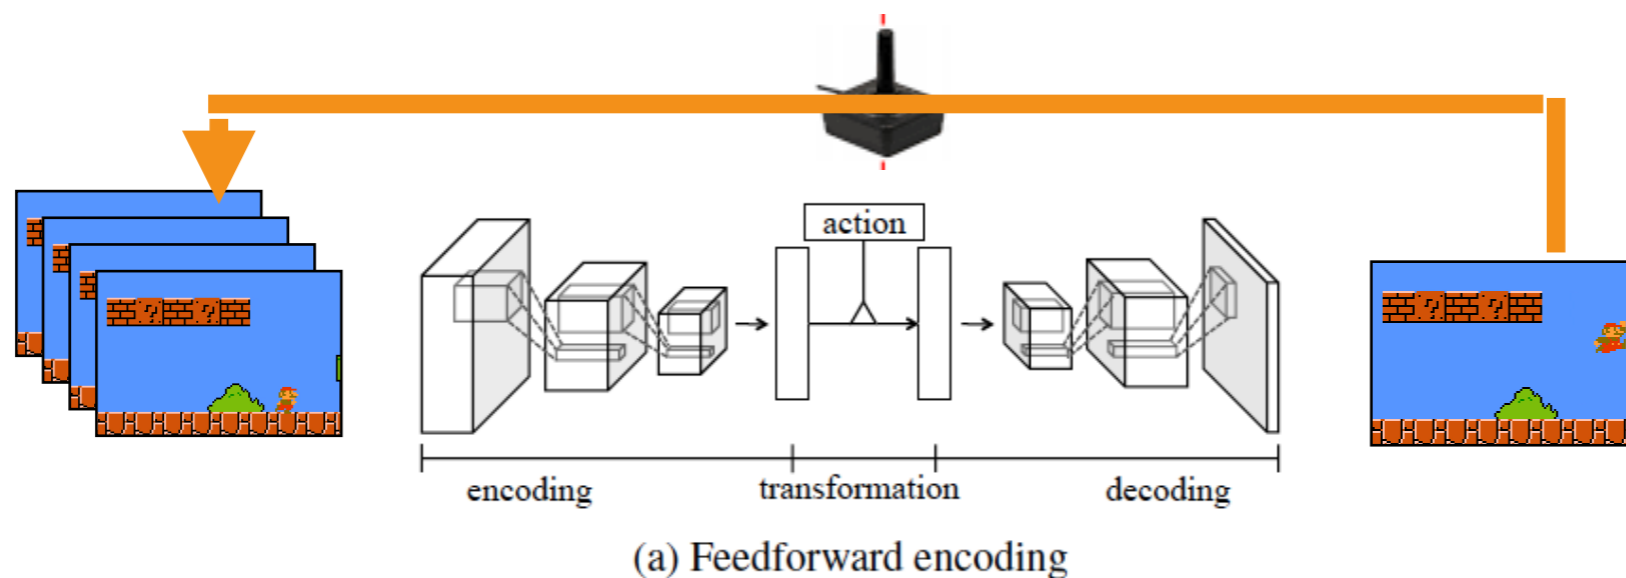 action
encoding
transformation
decoding
(a) Feedforward encoding